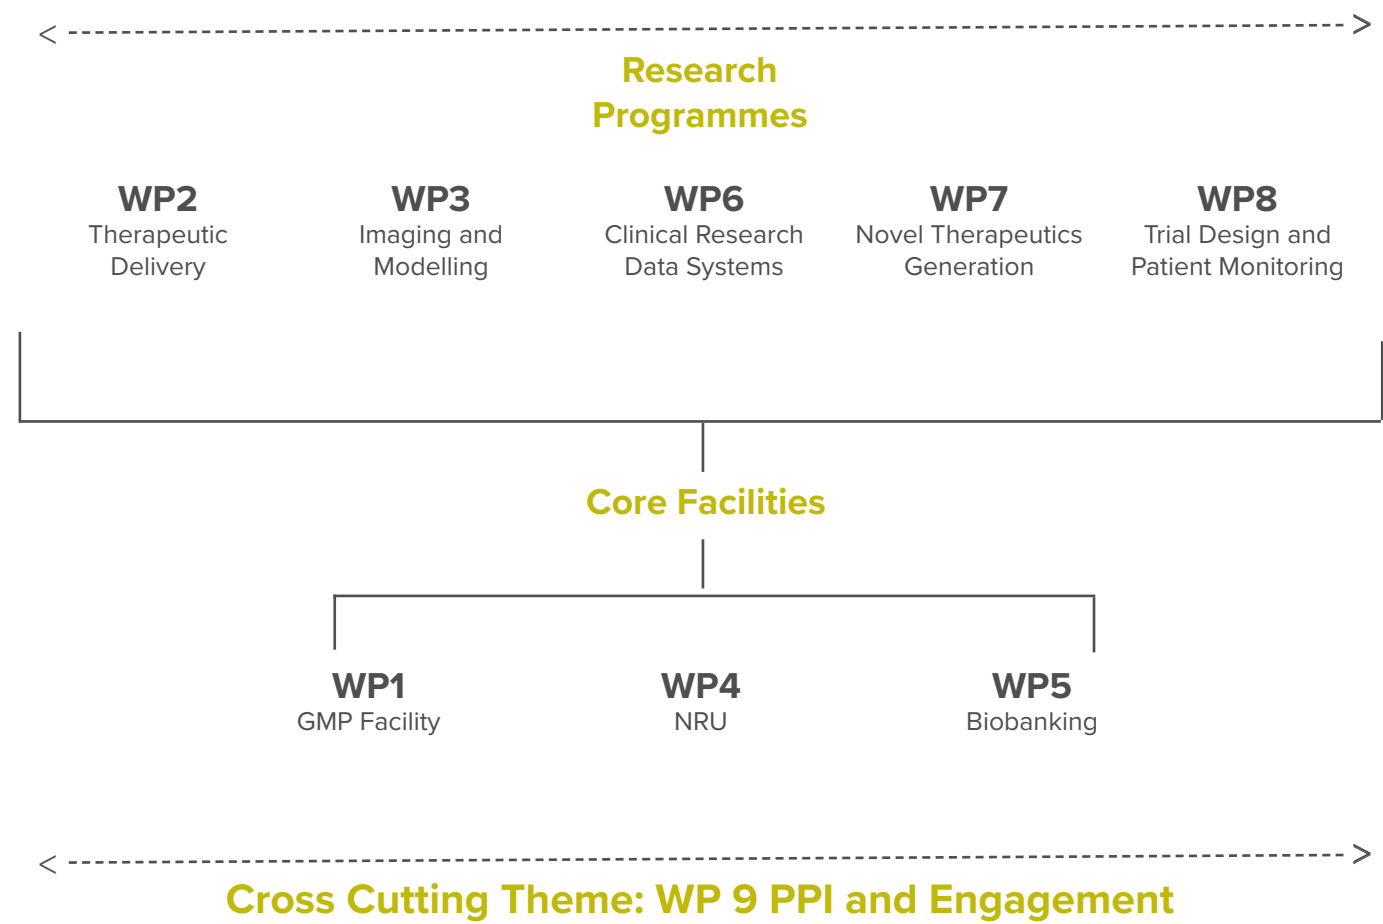 Research
Programmes
WP2
Therapeutic
Delivery
WP3
Imaging and
Modelling
WP6
Clinical Research
Data Systems
WP7
Novel Therapeutics
Generation
WP8
Trial Design and
Patient Monitoring
Core Facilities
WP1
GMP Facility
WP4
NRU
WP5
Biobanking
Cross Cutting Theme: WP 9 PPI and Engagement